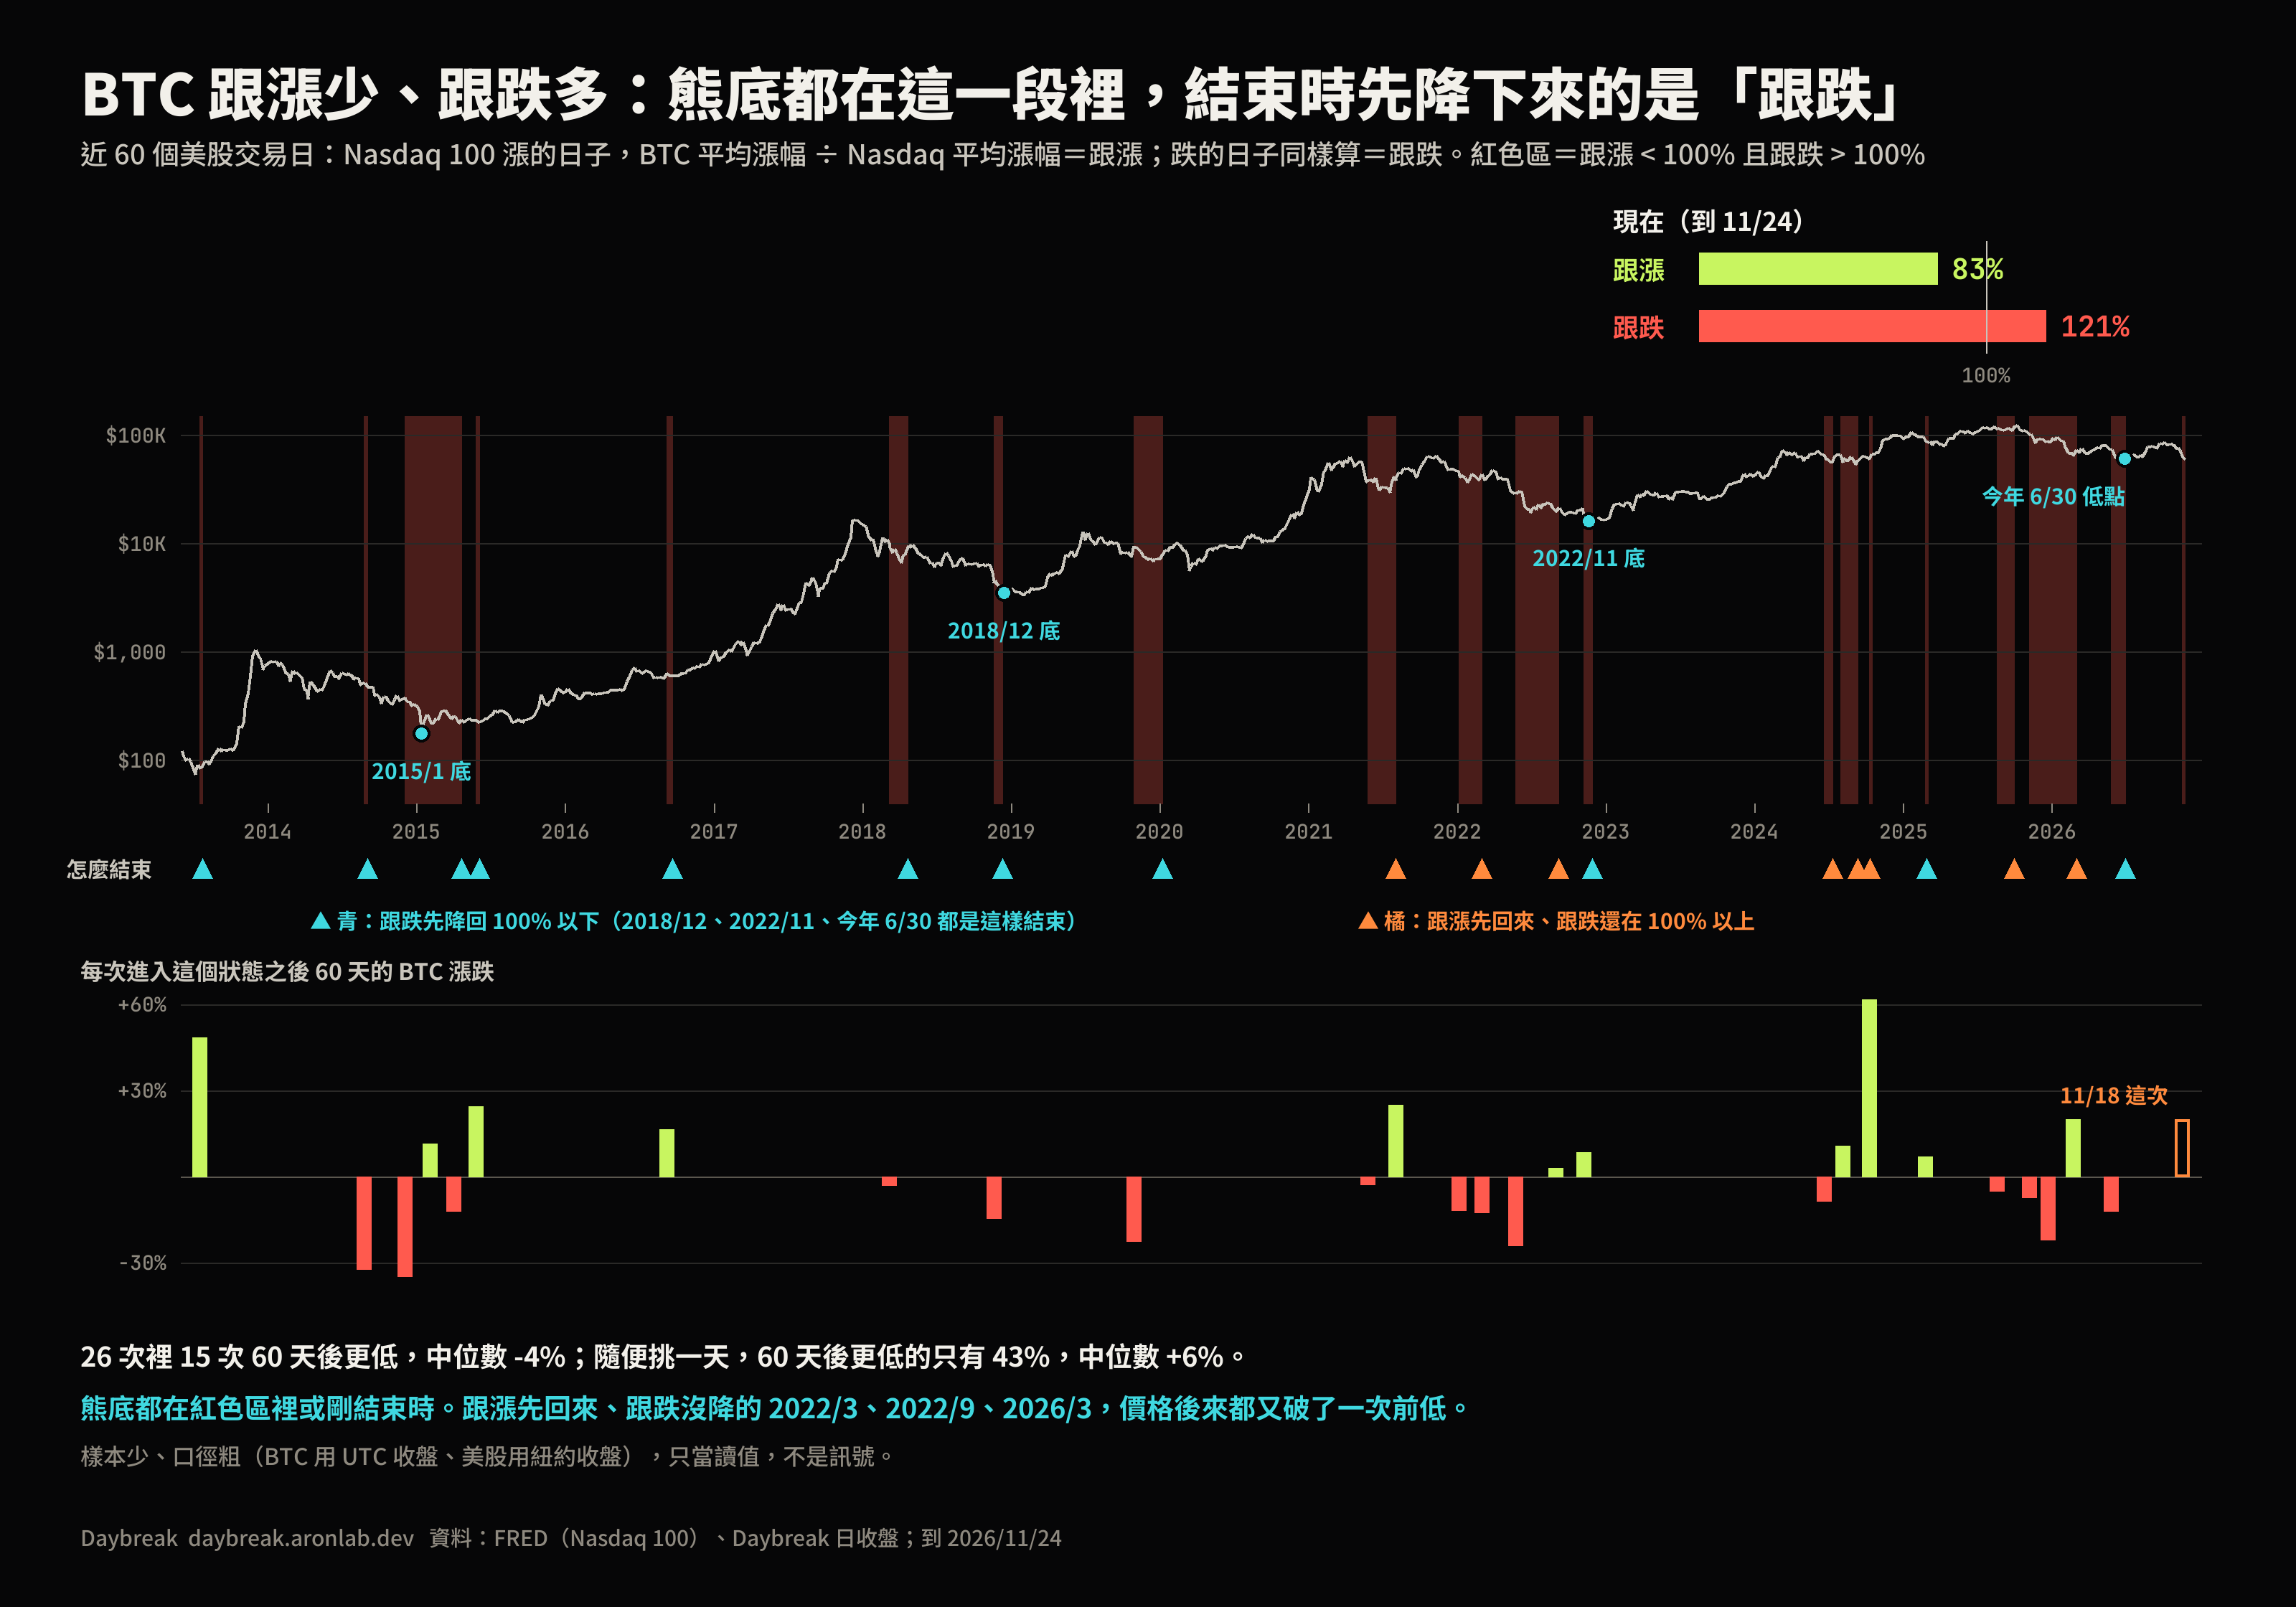 BTC 跟漲少、跟跌多：熊底都在這一段裡，結束時先降下來的是「跟跌」
近 60 個美股交易日：Nasdaq 100 漲的日子，BTC 平均漲幅 ÷ Nasdaq 平均漲幅＝跟漲；跌的日子同樣算＝跟跌。紅色區＝跟漲 < 100% 且跟跌 > 100%
現在（到 11/24）
跟漲 83%
跟跌 121%
100%
$100K
$10K
$1,000
$100
今年 6/30 低點
2022/11 底
2018/12 底
2015/1 底
2014 2015 2016 2017 2018 2019 2020 2021 2022 2023 2024 2025 2026
怎麼結束
▲ 青：跟跌先降回 100% 以下（2018/12、2022/11、今年 6/30 都是這樣結束）
▲ 橘：跟漲先回來、跟跌還在 100% 以上
每次進入這個狀態之後 60 天的 BTC 漲跌
+60%
+30%
-30%
11/18 這次
26 次裡 15 次 60 天後更低，中位數 -4%；隨便挑一天，60 天後更低的只有 43%，中位數 +6%。
熊底都在紅色區裡或剛結束時。跟漲先回來、跟跌沒降的 2022/3、2022/9、2026/3，價格後來都又破了一次前低。
樣本少、口徑粗（BTC 用 UTC 收盤、美股用紐約收盤），只當讀值，不是訊號。
Daybreak daybreak.aronlab.dev 資料：FRED（Nasdaq 100）、Daybreak 日收盤；到 2026/11/24